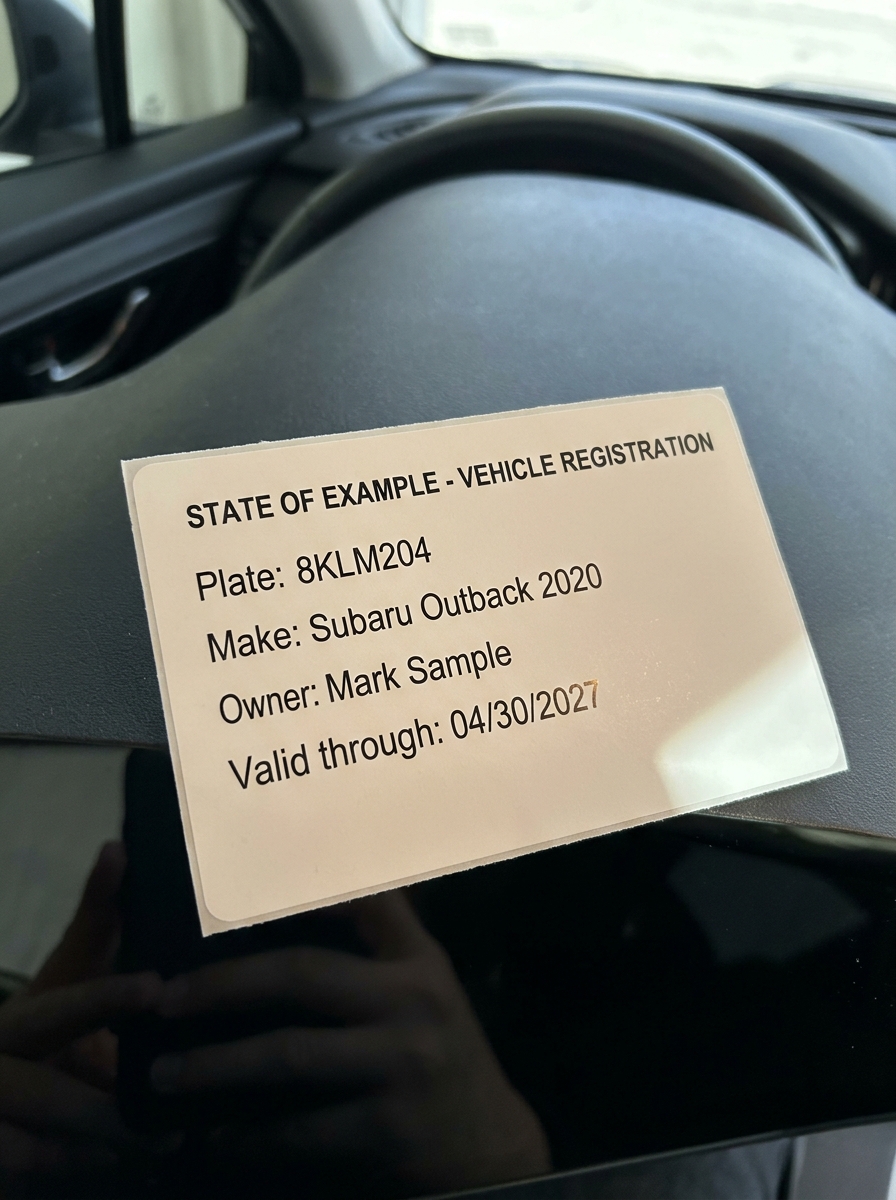 STATE OF EXAMPLE - VEHICLE REGISTRATION
Plate: 8KLM204
Make: Subaru Outback 2020
Owner: Mark Sample
Valid through: 04/30/2027